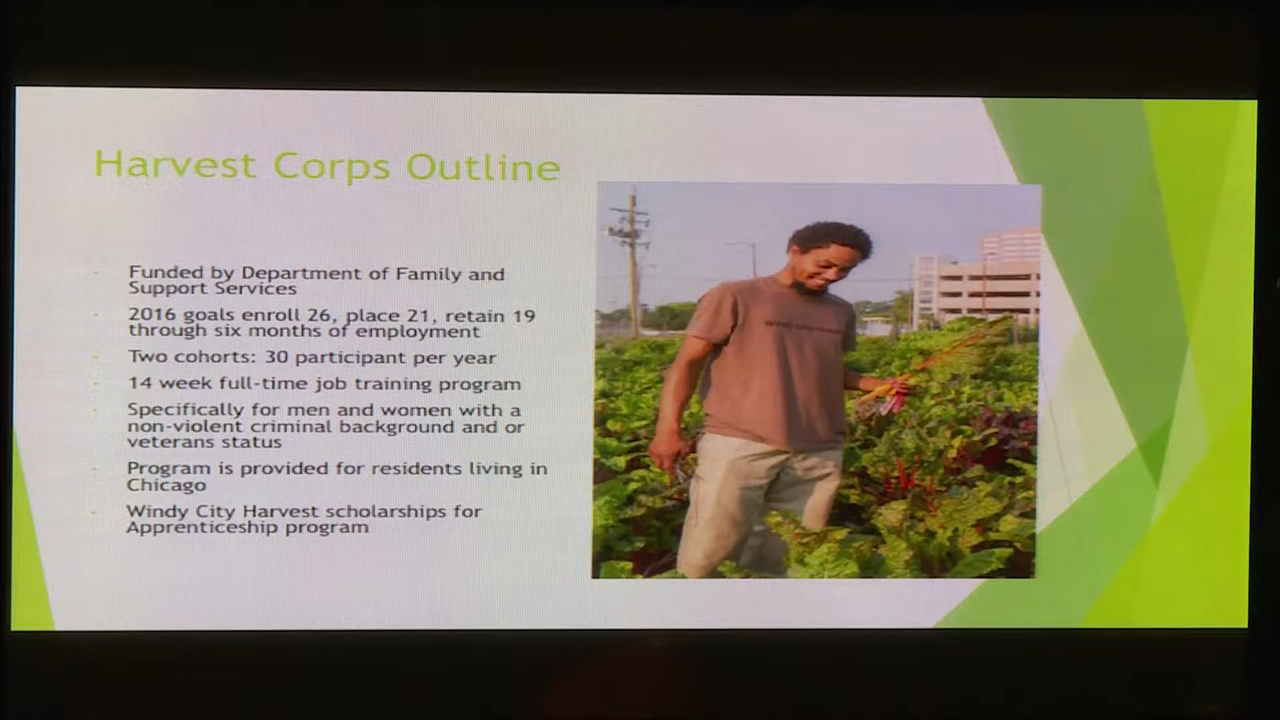 Harvest Corps Outline
Funded by Department of Family and
Support Services
2016 goals enroll 26, place 21, retain 19
through six months of employment
Two cohorts: 30 participant per year
14 week full-time job training program
Specifically for men and women with a
non-violent criminal background and or
veterans status
Program is provided for residents living in
Chicago
Windy City Harvest scholarships for
Apprenticeship program